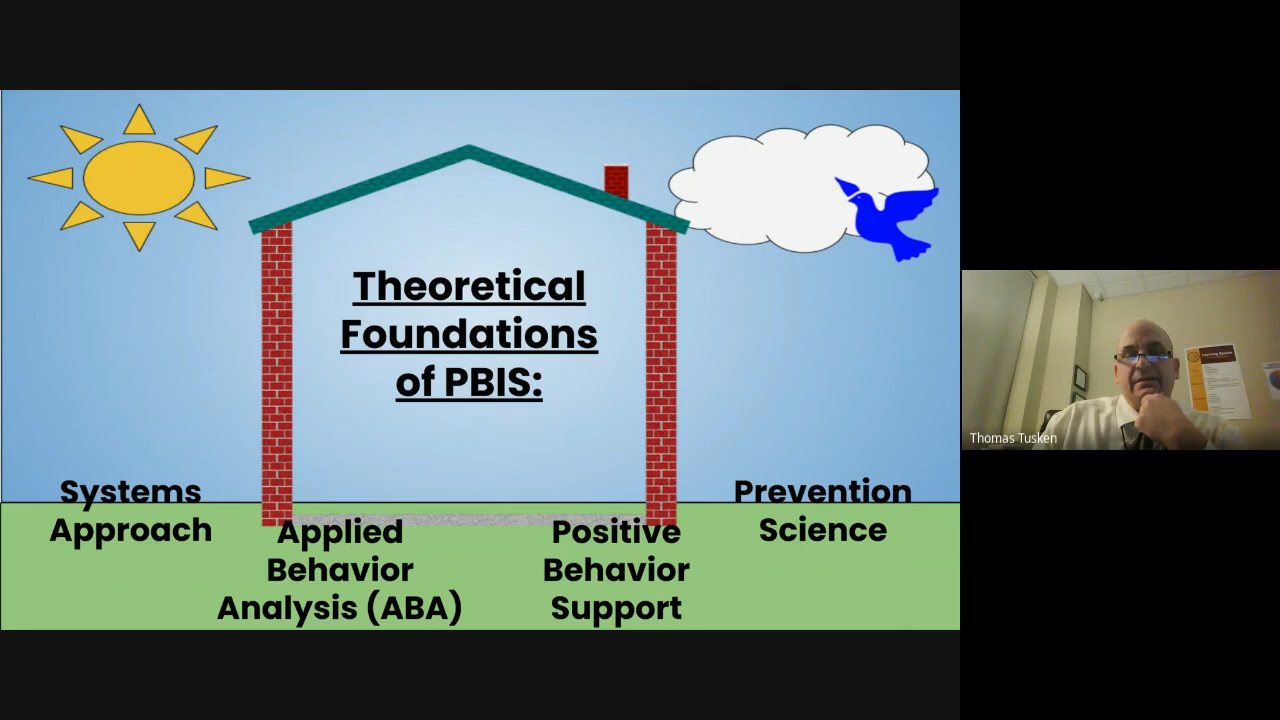 Theoretical
Foundations
of PBIS:
Systems
Approach
Applied
Behavior
Analysis (ABA)
Positive
Behavior
Support
Prevention
Science
Thomas Tusken